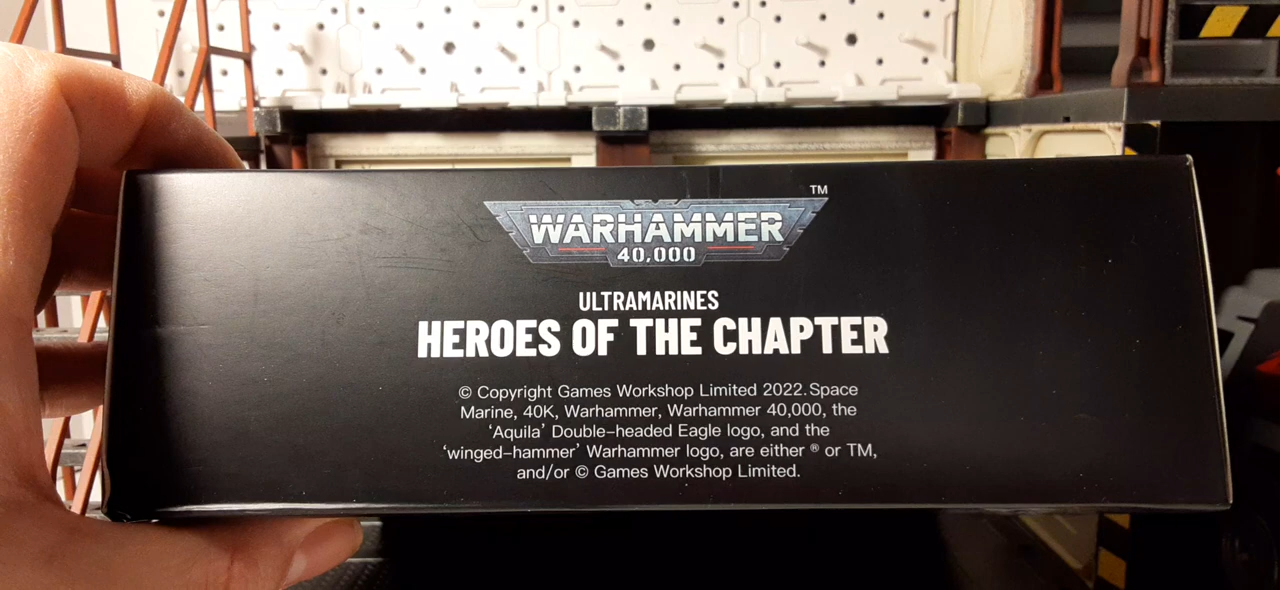 WARHAMMER
TM
40,000
ULTRAMARINES
HEROES OF THE CHAPTER
© Copyright Games Workshop Limited 2022.Space
Marine, 40K, Warhammer, Warhammer 40,000, the
‘Aquila’ Double-headed Eagle logo, and the
‘winged-hammer’ Warhammer logo, are either ® or TM,
and/or © Games Workshop Limited.